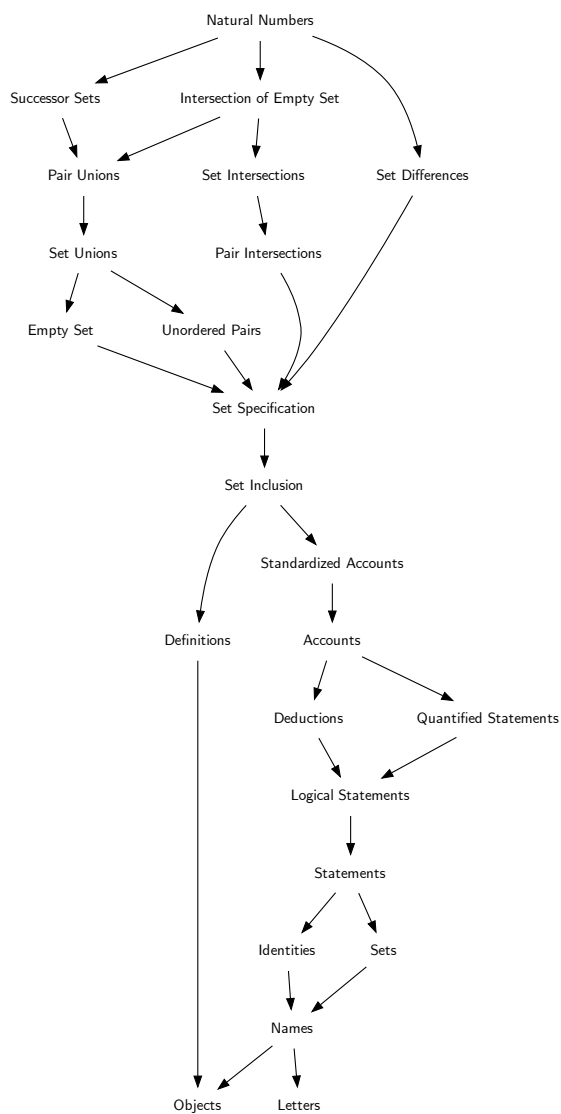 Natural Numbers
Successor Sets
Intersection of Empty Set
Pair Unions
Set Intersections
Set Differences
Set Unions
Pair Intersections
Empty Set
Unordered Pairs
Set Specification
Set Inclusion
Standardized Accounts
Definitions
Accounts
Deductions
Quantified Statements
Logical Statements
Statements
Identities
Sets
Names
Objects
Letters